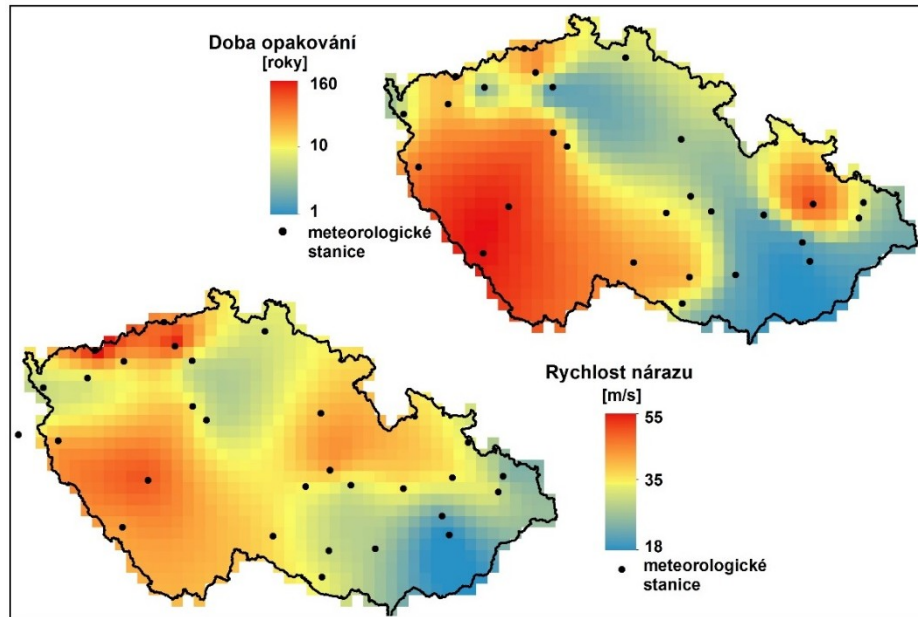 Doba opakování
[roky]
160
10
1
meteorologické
stanice
Rychlost nárazu
[m/s]
55
35
18
meteorologické
stanice